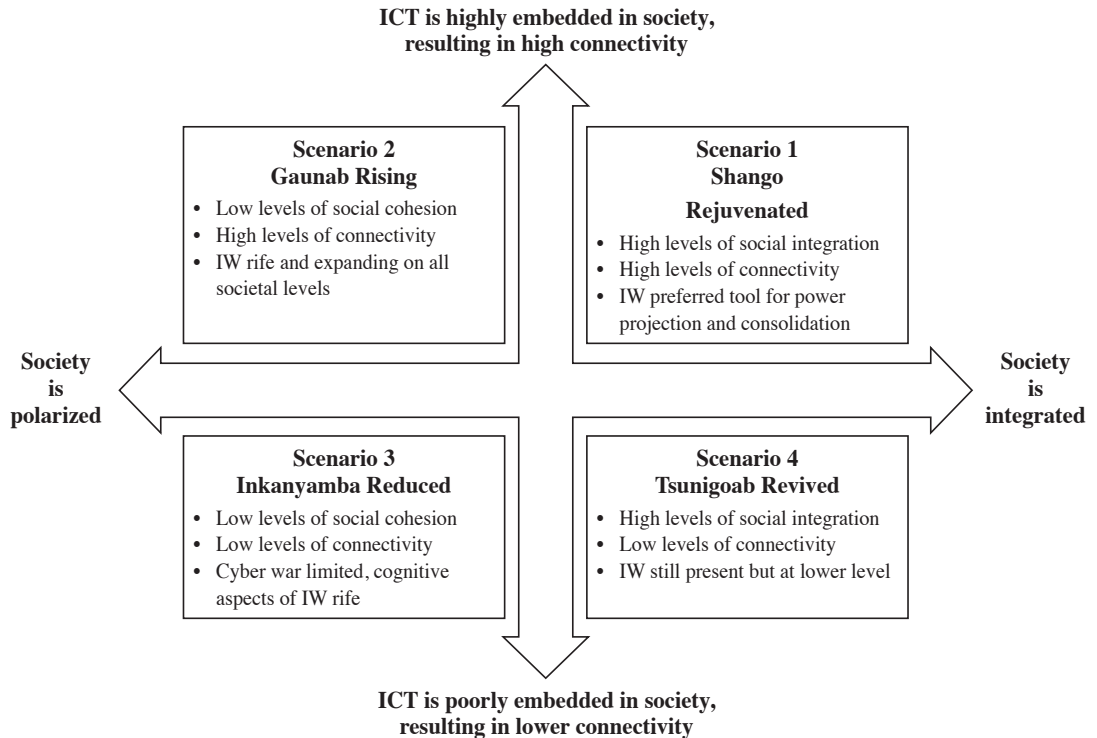 ICT is highly embedded in society,
resulting in high connectivity
Scenario 2
Gaunab Rising
• Low levels of social cohesion
• High levels of connectivity
• IW rife and expanding on all
societal levels
Scenario 1
Shango
Rejuvenated
• High levels of social integration
• High levels of connectivity
• IW preferred tool for power
projection and consolidation
Society
is
polarized
Society
is
integrated
Scenario 3
Inkanyamba Reduced
• Low levels of social cohesion
• Low levels of connectivity
• Cyber war limited, cognitive
aspects of IW rife
Scenario 4
Tsunigoab Revived
• High levels of social integration
• Low levels of connectivity
• IW still present but at lower level
ICT is poorly embedded in society,
resulting in lower connectivity